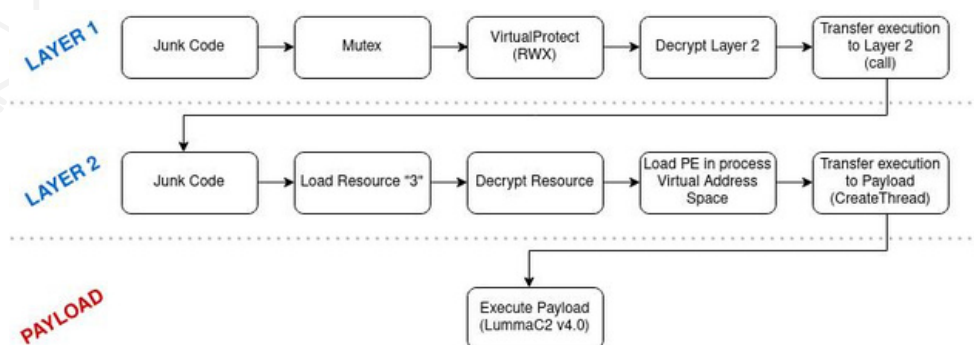 LAYER 1
Junk Code
Mutex
VirtualProtect
(RWX)
Decrypt Layer 2
Transfer execution
to Layer 2
(call)
LAYER 2
Junk Code
Load Resource "3"
Decrypt Resource
Load PE in process
Virtual Address
Space
Transfer execution
to Payload
(CreateThread)
PAYLOAD
Execute Payload
(LummaC2 v4.0)